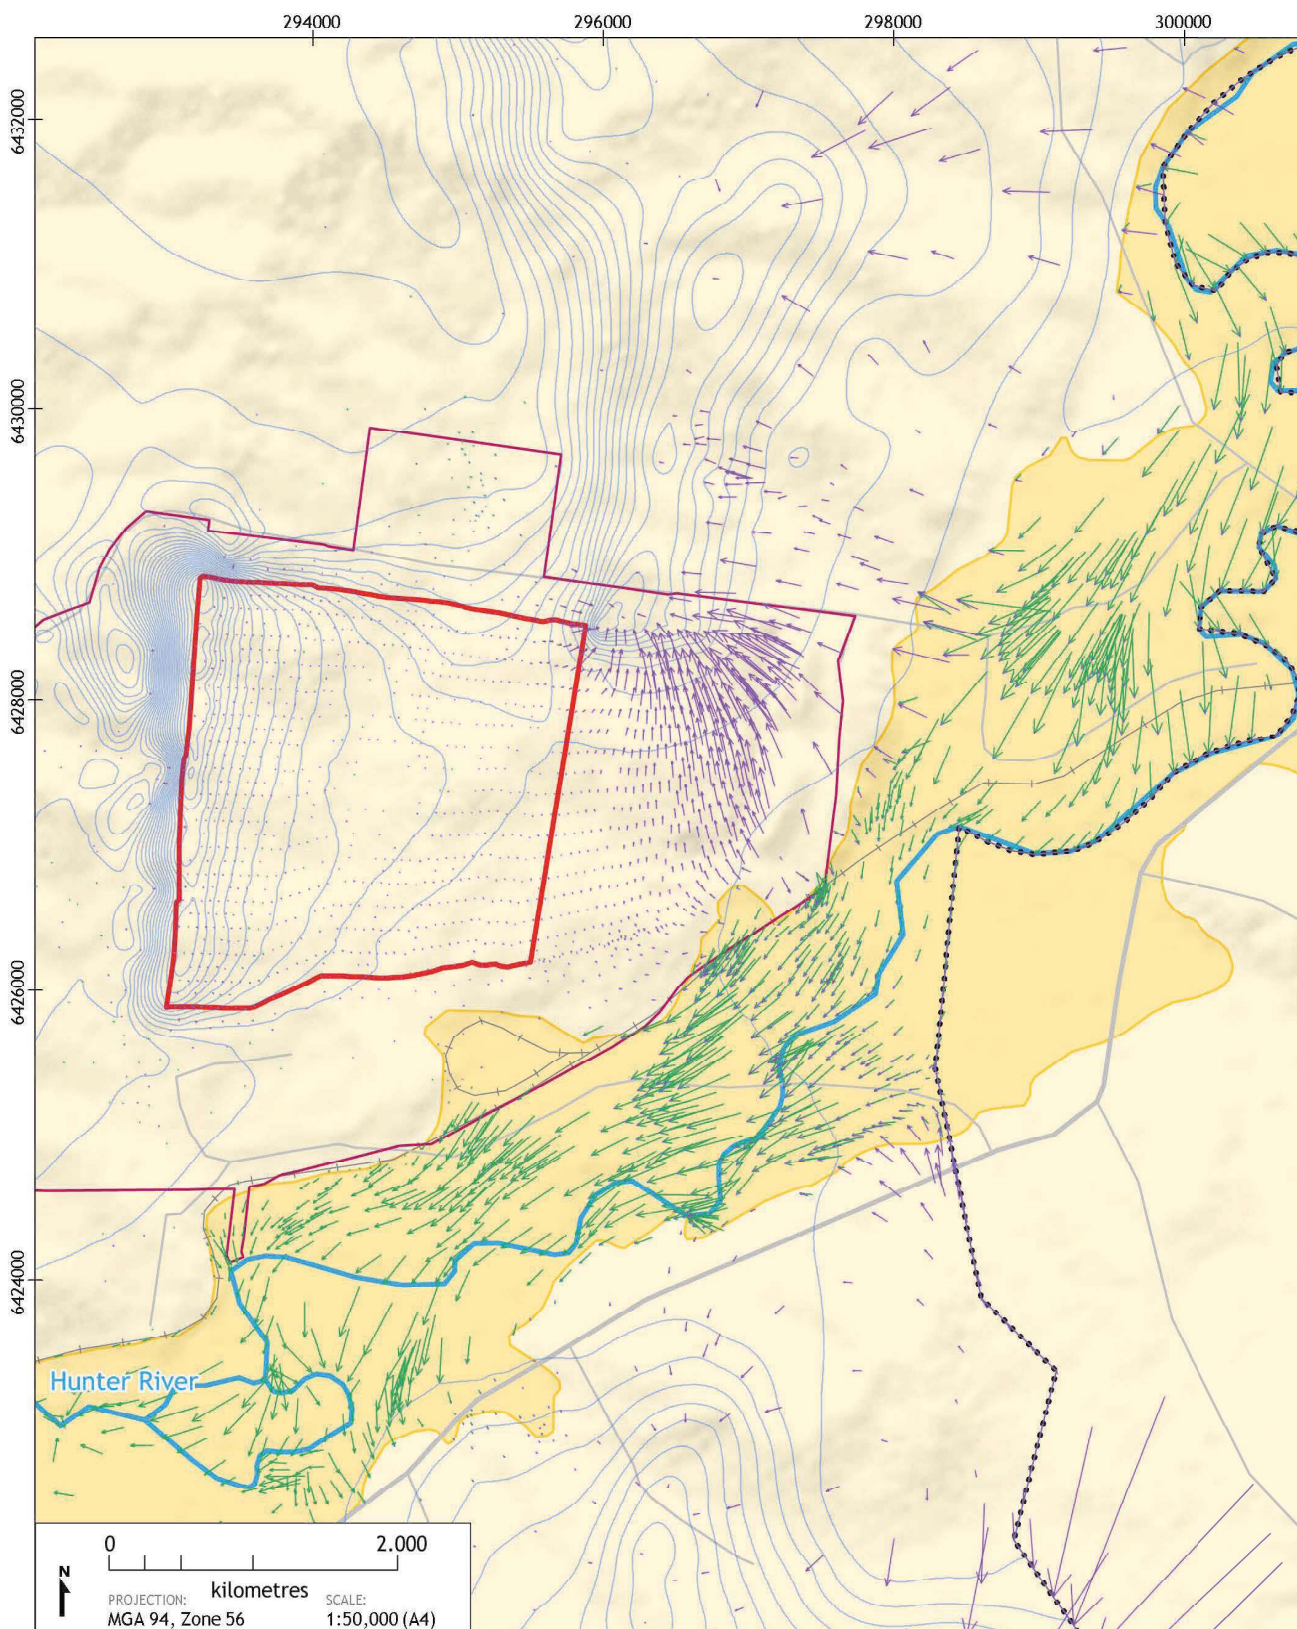 294000 296000 298000 300000
6432000
6430000
6428000
6426000
6424000
Hunter River
0 2.000
kilometres
N
PROJECTION: SCALE:
MGA 94, Zone 56 1:50,000 (A4)